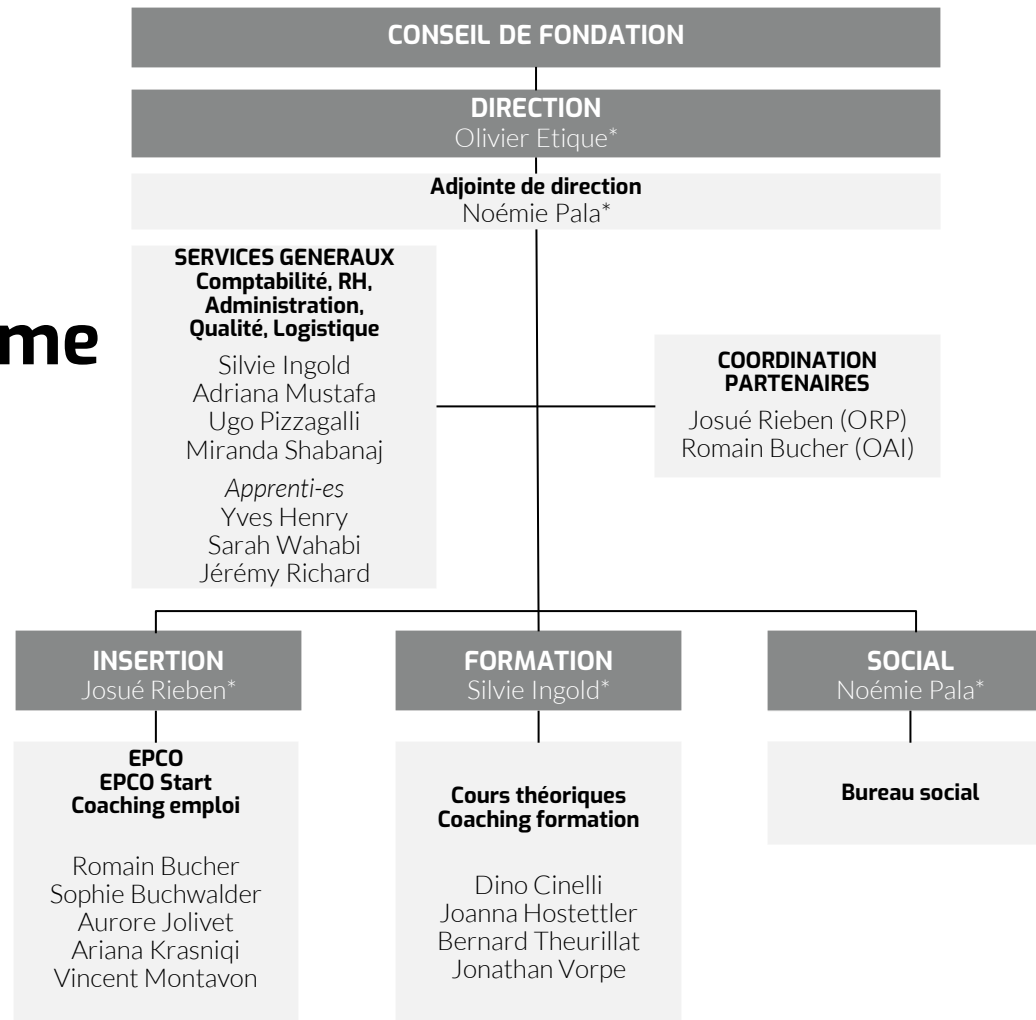 CONSEIL DE FONDATION
DIRECTION
Olivier Etique*
Adjointe de direction
Noémie Pala*
SERVICES GENERAUX
Comptabilité, RH,
Administration,
Qualité, Logistique
Silvie Ingold
Adriana Mustafa
Ugo Pizzagalli
Miranda Shabanaj
Apprenti-es
Yves Henry
Sarah Wahabi
Jérémy Richard
me
COORDINATION
PARTENAIRES
Josué Rieben (ORP)
Romain Bucher (OAI)
INSERTION
Josué Rieben*
EPCO
EPCO Start
Coaching emploi
Romain Bucher
Sophie Buchwalder
Aurore Jolivet
Ariana Krasniqi
Vincent Montavon
FORMATION
Silvie Ingold*
Cours théoriques
Coaching formation
Dino Cinelli
Joanna Hostettler
Bernard Theurillat
Jonathan Vorpe
SOCIAL
Noémie Pala*
Bureau social